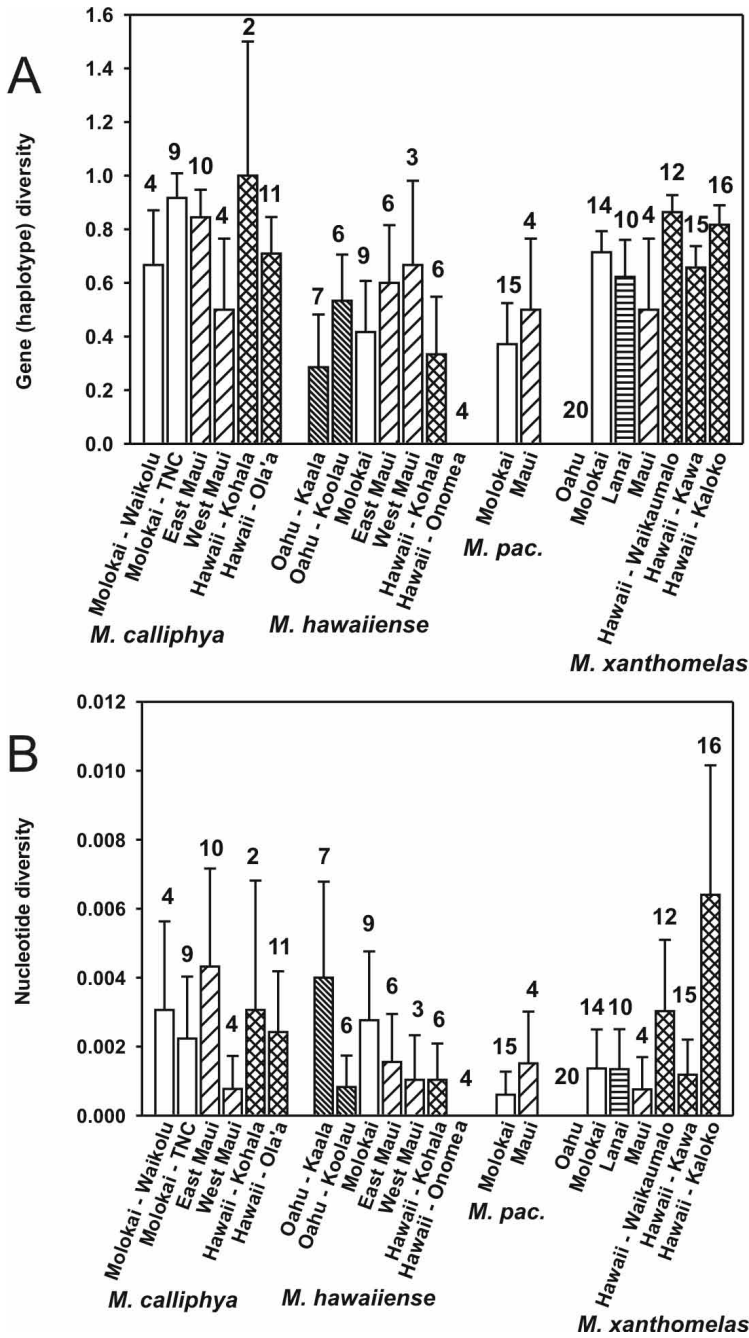 A
Gene (haplotype) diversity
1.6
1.4
1.2
1.0
0.8
0.6
0.4
0.2
0.0
4
9
10
4
2
11
7
6
9
6
3
6
4
15
4
20
14
10
4
12
15
16
Molokai - Waikolu
Molokai - TNC
East Maui
West Maui
Hawaii - Kohala
Hawaii - Ola'a
Oahu - Kaala
Oahu - Koolau
Molokai
East Maui
West Maui
Hawaii - Kohala
Hawaii - Onomea
Molokai
Maui
Oahu
Molokai
Lanai
Maui
Hawaii - Waikaumalo
Hawaii - Kawa
Hawaii - Kaloko
M. calliphya
M. hawaiiense
M. pac.
M. xanthomelas
B
Nucleotide diversity
0.012
0.010
0.008
0.006
0.004
0.002
0.000
4
9
10
4
2
11
7
6
9
6
3
6
4
15
4
20
14
10
4
12
15
16
Molokai - Waikolu
Molokai - TNC
East Maui
West Maui
Hawaii - Kohala
Hawaii - Ola'a
Oahu - Kaala
Oahu - Koolau
Molokai
East Maui
West Maui
Hawaii - Kohala
Hawaii - Onomea
Molokai
Maui
Oahu
Molokai
Lanai
Maui
Hawaii - Waikaumalo
Hawaii - Kawa
Hawaii - Kaloko
M. calliphya
M. hawaiiense
M. pac.
M. xanthomelas